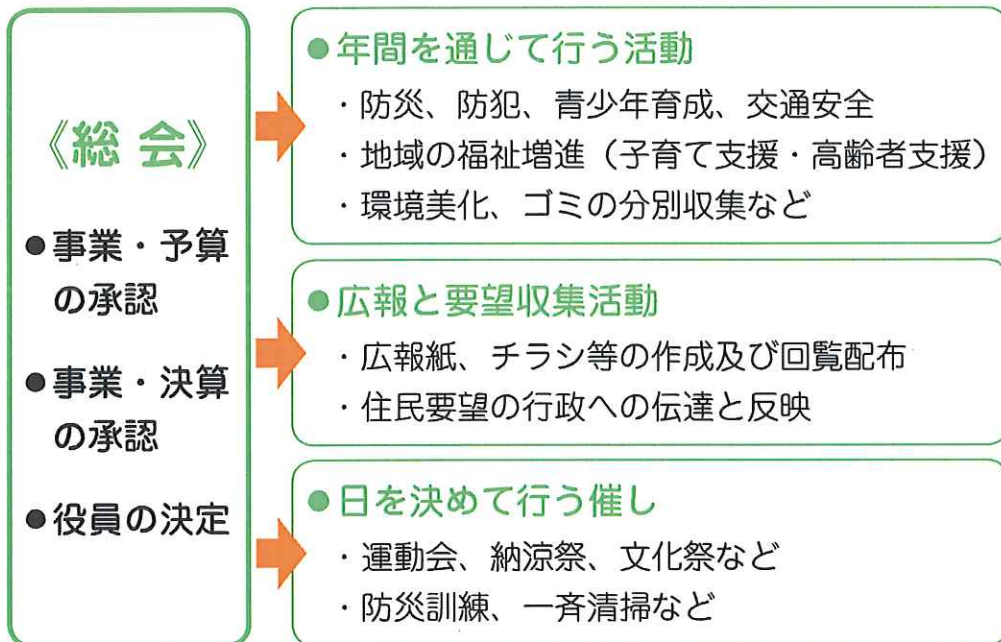 《総 会》
●事業・予算
の承認
●事業・決算
の承認
●役員の決定
●年間を通じて行う活動
・防災、防犯、青少年育成、交通安全
・地域の福祉増進(子育て支援・高齢者支援)
・環境美化、ゴミの分別収集など
●広報と要望収集活動
・広報紙、チラシ等の作成及び回覧配布
・住民要望の行政への伝達と反映
●日を決めて行う催し
・運動会、納涼祭、文化祭など
・防災訓練、一斉清掃など